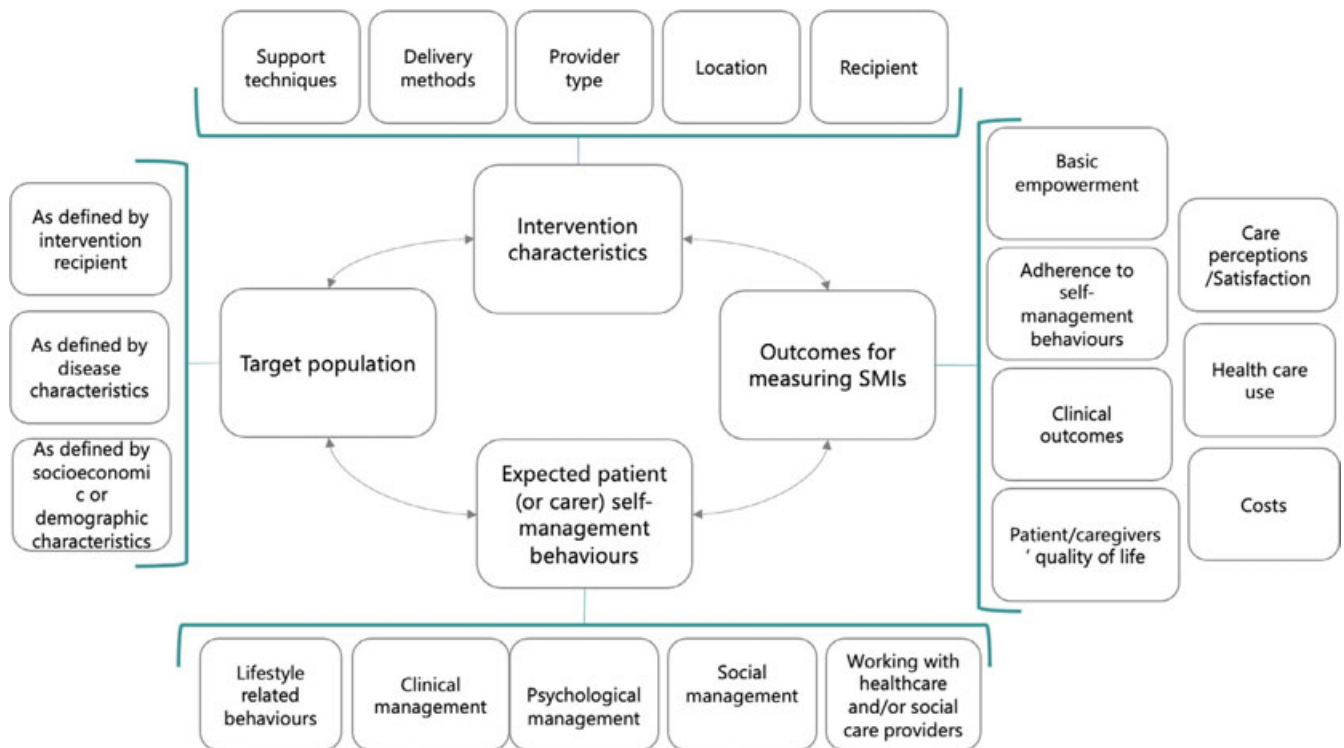 Support
techniques
Delivery
methods
Provider
type
Location
Recipient
Intervention
characteristics
As defined by
intervention
recipient
As defined by
disease
characteristics
As defined by
socioeconomi
c or
demographic
characteristics
Target population
Outcomes for
measuring SMIs
Basic
empowerment
Adherence to
self-
management
behaviours
Clinical
outcomes
Patient/caregivers
’ quality of life
Care
perceptions
/Satisfaction
Health care
use
Costs
Expected patient
(or carer) self-
management
behaviours
Lifestyle
related
behaviours
Clinical
management
Psychological
management
Social
management
Working with
healthcare
and/or social
care providers